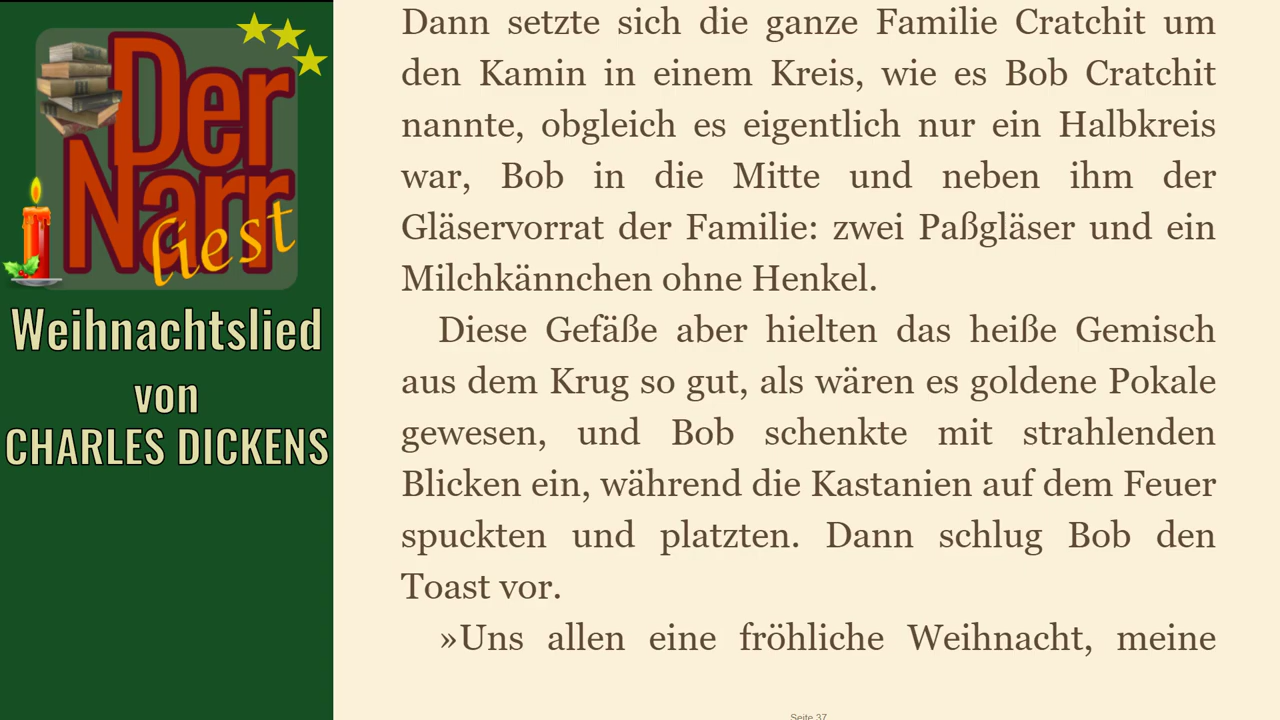 Der
Narr
liest
Weihnachtslied
von
CHARLES DICKENS
Dann setzte sich die ganze Familie Cratchit um
den Kamin in einem Kreis, wie es Bob Cratchit
nannte, obgleich es eigentlich nur ein Halbkreis
war, Bob in die Mitte und neben ihm der
Gläservorrat der Familie: zwei Paßgläser und ein
Milchkännchen ohne Henkel.
Diese Gefäße aber hielten das heiße Gemisch
aus dem Krug so gut, als wären es goldene Pokale
gewesen, und Bob schenkte mit strahlenden
Blicken ein, während die Kastanien auf dem Feuer
spuckten und platzten. Dann schlug Bob den
Toast vor.
»Uns allen eine fröhliche Weihnacht, meine
Seite 37